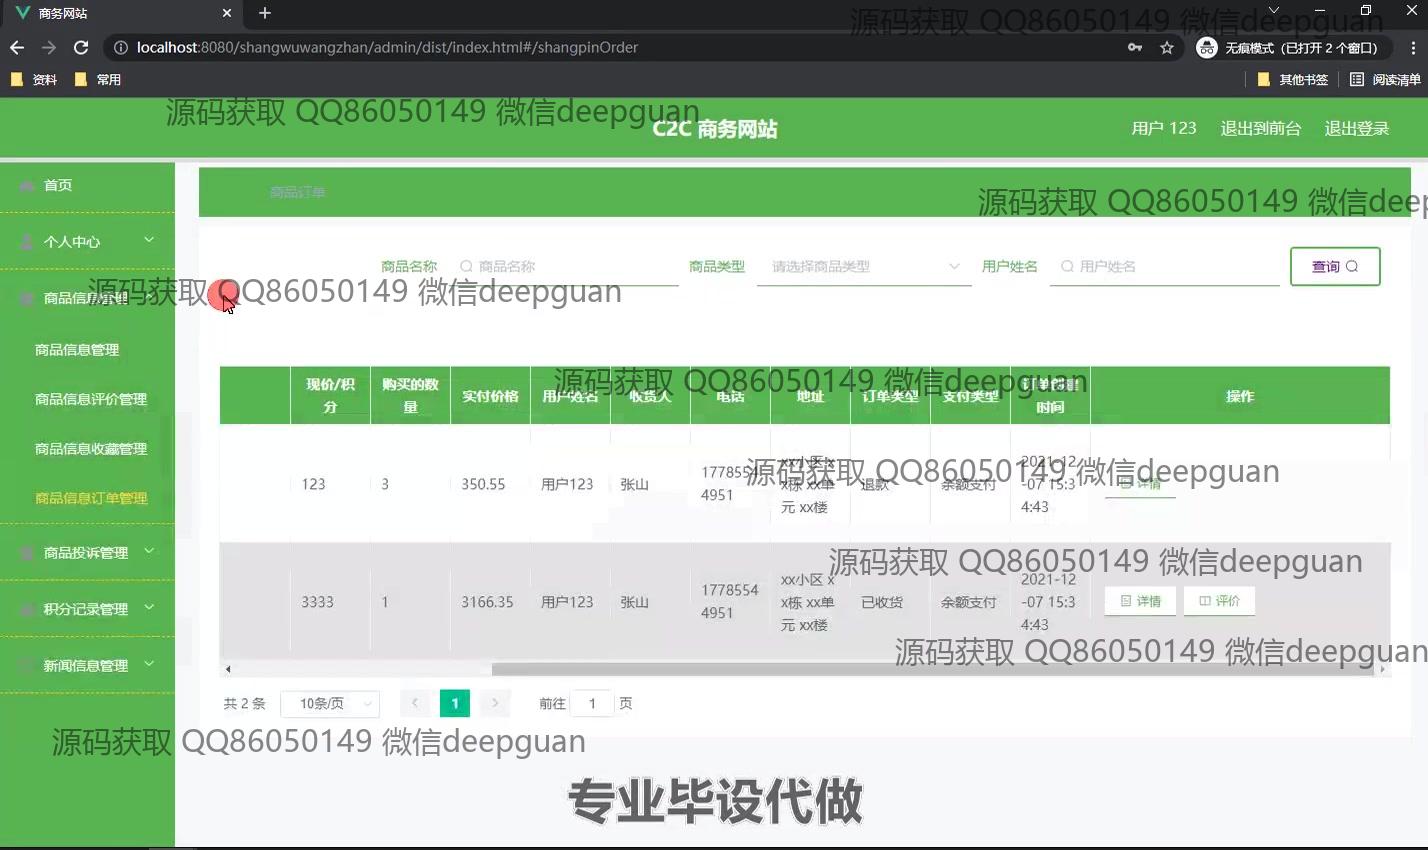 商务网站
localhost:8080/shangwuwangzhan/admin/dist/index.html#/shangpinOrder
无痕模式 (已打开 2 个窗口)
资料
常用
其他书签
阅读清单
源码获取 QQ86050149 微信deepguan
源码获取 QQ86050149 微信deepguan
C2C 商务网站
用户 123
退出到前台
退出登录
首页
商品订单
源码获取 QQ86050149 微信deep
个人中心
商品名称
商品名称
商品类型
请选择商品类型
用户姓名
用户姓名
查询
源码获取 QQ86050149 微信deepguan
商品信息管理
商品信息管理
商品信息评价管理
商品信息收藏管理
商品信息订单管理
商品投诉管理
积分记录管理
新闻信息管理
源码获取 QQ86050149 微信deepguan
现价/积分
购买的数量
实付价格
用户姓名
收货人
电话
地址
订单类型
支付类型
订单创建时间
操作
源码获取 QQ86050149 微信deepguan
123
3
350.55
用户123
张山
17785544951
xx小区 xx栋 xx单元 xx楼
退款
余额支付
2021-12-07 15:34:43
详情
源码获取 QQ86050149 微信deepguan
3333
1
3166.35
用户123
张山
17785544951
xx小区 xx栋 xx单元 xx楼
已收货
余额支付
2021-12-07 15:34:43
详情
评价
源码获取 QQ86050149 微信deepguan
共 2 条
10条/页
1
前往
1
页
源码获取 QQ86050149 微信deepguan
专业毕设代做